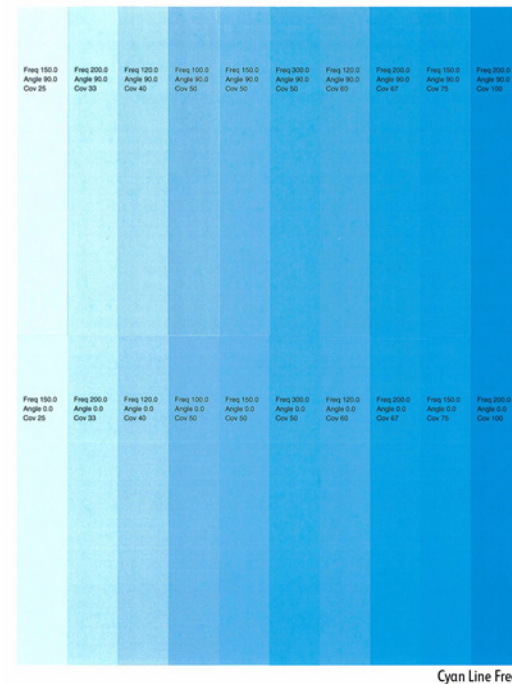 Freq 150.0
Angle 90.0
Cov 25
Freq 200.0
Angle 90.0
Cov 33
Freq 120.0
Angle 90.0
Cov 40
Freq 100.0
Angle 90.0
Cov 50
Freq 150.0
Angle 90.0
Cov 50
Freq 300.0
Angle 90.0
Cov 50
Freq 120.0
Angle 90.0
Cov 60
Freq 200.0
Angle 90.0
Cov 67
Freq 150.0
Angle 90.0
Cov 75
Freq 200.0
Angle 90.0
Cov 100
Freq 150.0
Angle 0.0
Cov 25
Freq 200.0
Angle 0.0
Cov 33
Freq 120.0
Angle 0.0
Cov 40
Freq 100.0
Angle 0.0
Cov 50
Freq 150.0
Angle 0.0
Cov 50
Freq 300.0
Angle 0.0
Cov 50
Freq 120.0
Angle 0.0
Cov 60
Freq 200.0
Angle 0.0
Cov 67
Freq 150.0
Angle 0.0
Cov 75
Freq 200.0
Angle 0.0
Cov 100
Cyan Line Fre